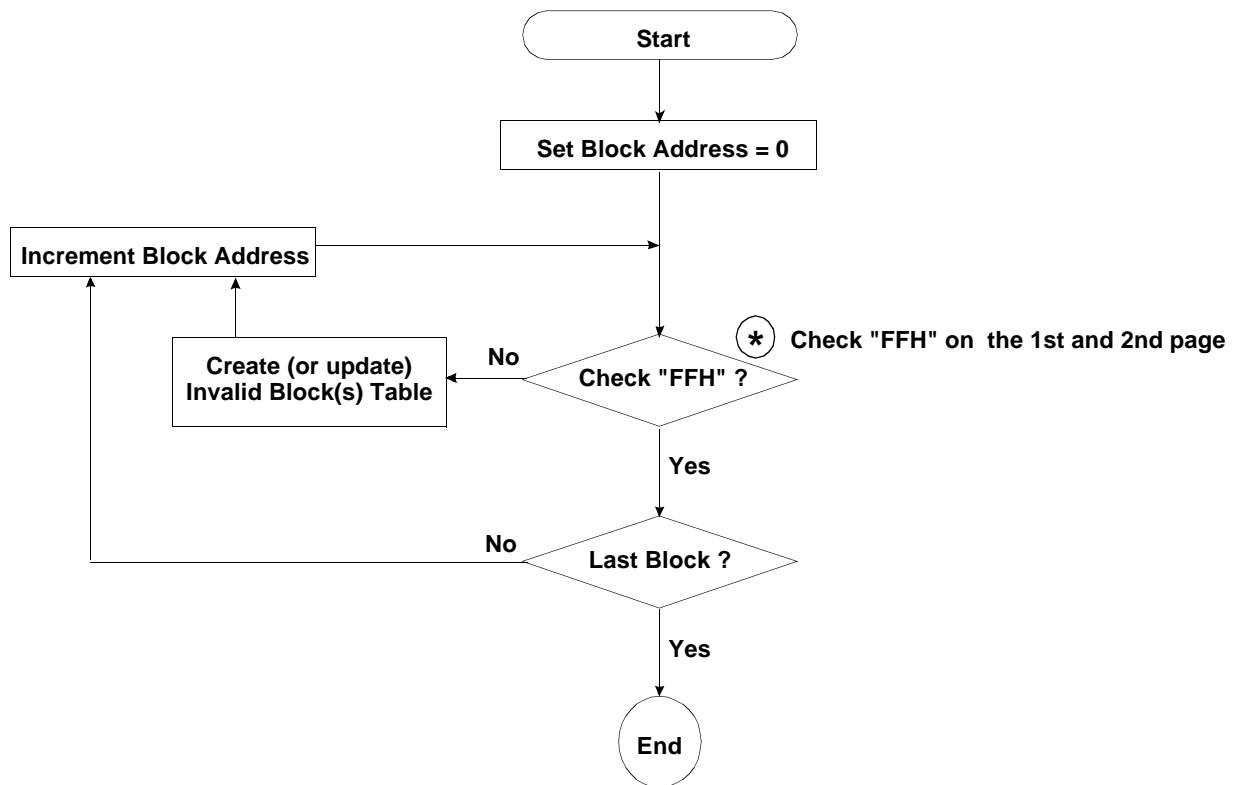 Start
Set Block Address = 0
Increment Block Address
* Check "FFH" on the 1st and 2nd page
No
Create (or update)
Invalid Block(s) Table
Check "FFH" ?
Yes
No
Last Block ?
Yes
End